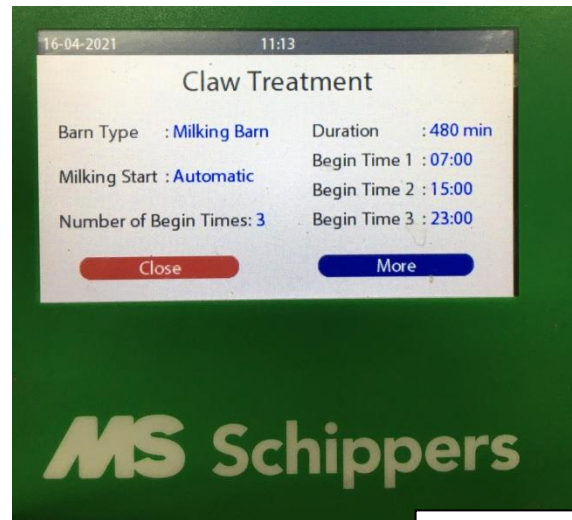 16-04-2021 11:13
Claw Treatment
Barn Type : Milking Barn
Milking Start : Automatic
Number of Begin Times: 3
Duration : 480 min
Begin Time 1 : 07:00
Begin Time 2 : 15:00
Begin Time 3 : 23:00
Close
More
MS Schippers